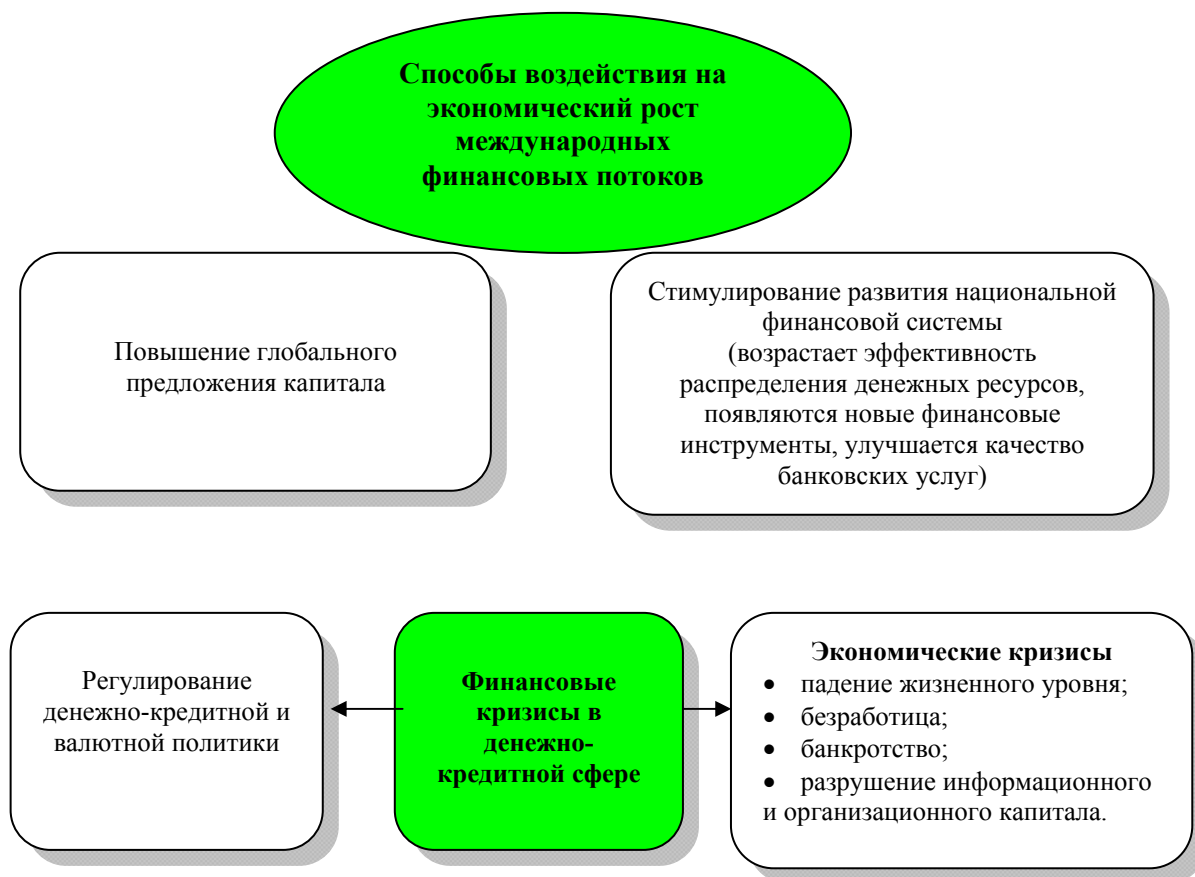 Способы воздействия на
экономический рост
международных
финансовых потоков
Повышение глобального
предложения капитала
Стимулирование развития национальной
финансовой системы
(возрастает эффективность
распределения денежных ресурсов,
появляются новые финансовые
инструменты, улучшается качество
банковских услуг)
Регулирование
денежно-кредитной и
валютной политики
Финансовые
кризисы в
денежно-
кредитной сфере
Экономические кризисы
• падение жизненного уровня;
• безработица;
• банкротство;
• разрушение информационного
и организационного капитала.